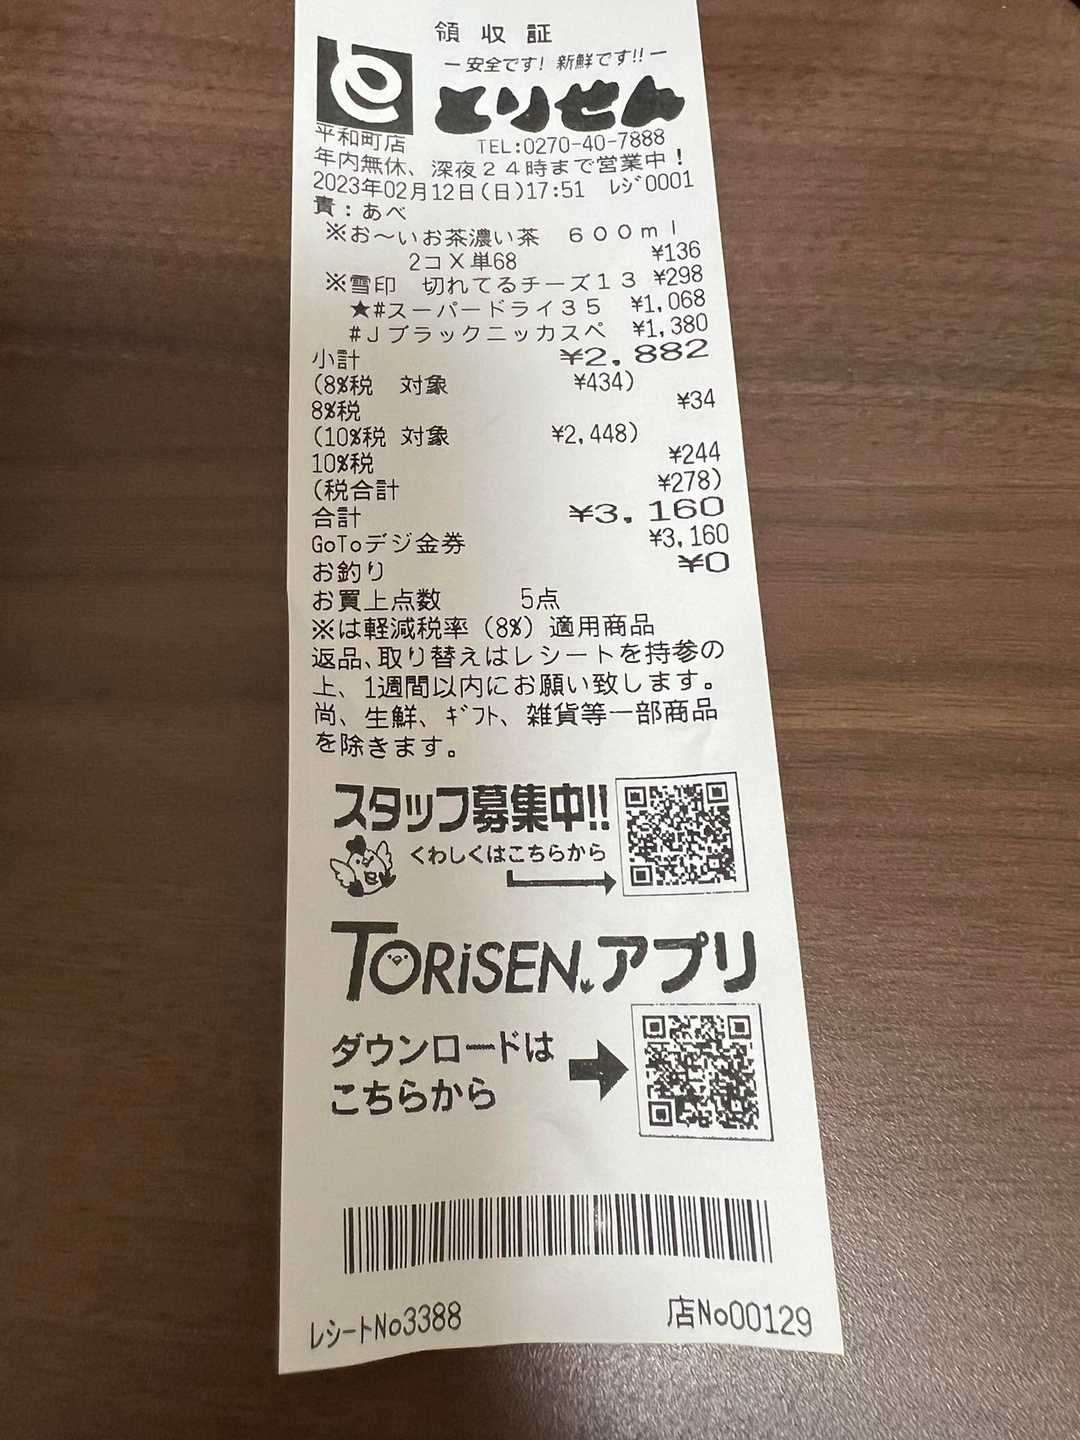 領収証
ー安全です! 新鮮です!!ー
とりせん
平和町店 TEL:0270-40-7888
年内無休、深夜24時まで営業中!
2023年02月12日(日)17:51 レジ0001
責:あべ
※お〜いお茶濃い茶 600ml
2コX単68 ¥136
※雪印 切れてるチーズ13 ¥298
★#スーパードライ35 ¥1,068
#Jブラックニッカスペ ¥1,380
小計 ¥2,882
(8%税 対象 ¥434)
8%税 ¥34
(10%税 対象 ¥2,448)
10%税 ¥244
(税合計 ¥278)
合計 ¥3,160
GoToデジ金券 ¥3,160
お釣り ¥0
お買上点数 5点
※は軽減税率(8%)適用商品
返品、取り替えはレシートを持参の
上、1週間以内にお願い致します。
尚、生鮮、ギフト、雑貨等一部商品
を除きます。
スタッフ募集中!!
くわしくはこちらから
TORiSEN アプリ
ダウンロードは
こちらから
レシートNo3388 店No00129